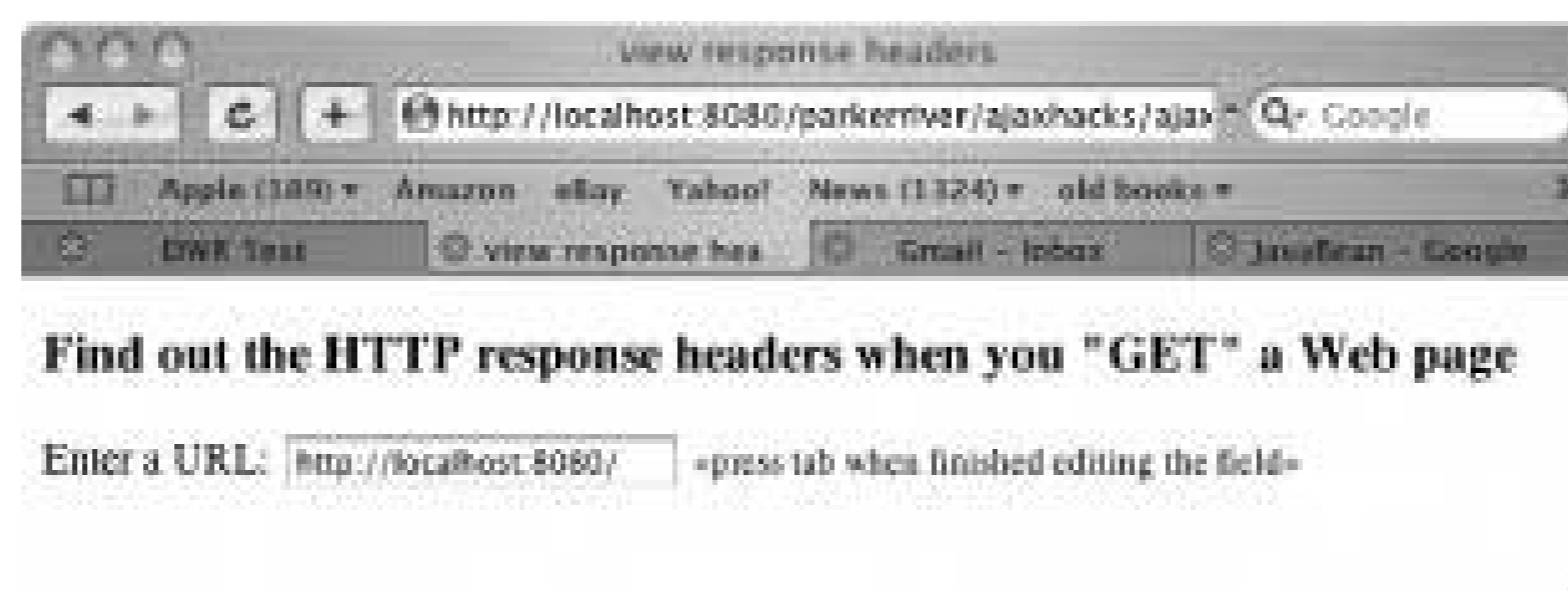 view response headers
http://localhost:8080/parkerriver/ajaxhacks/ajax Google
Apple (189) Amazon eBay Yahoo! News (1324) old books
DWR Test view response hea Gmail - Inbox JavaBean - Google
Find out the HTTP response headers when you "GET" a Web page
Enter a URL: http://localhost:8080/ «press tab when finished editing the field»